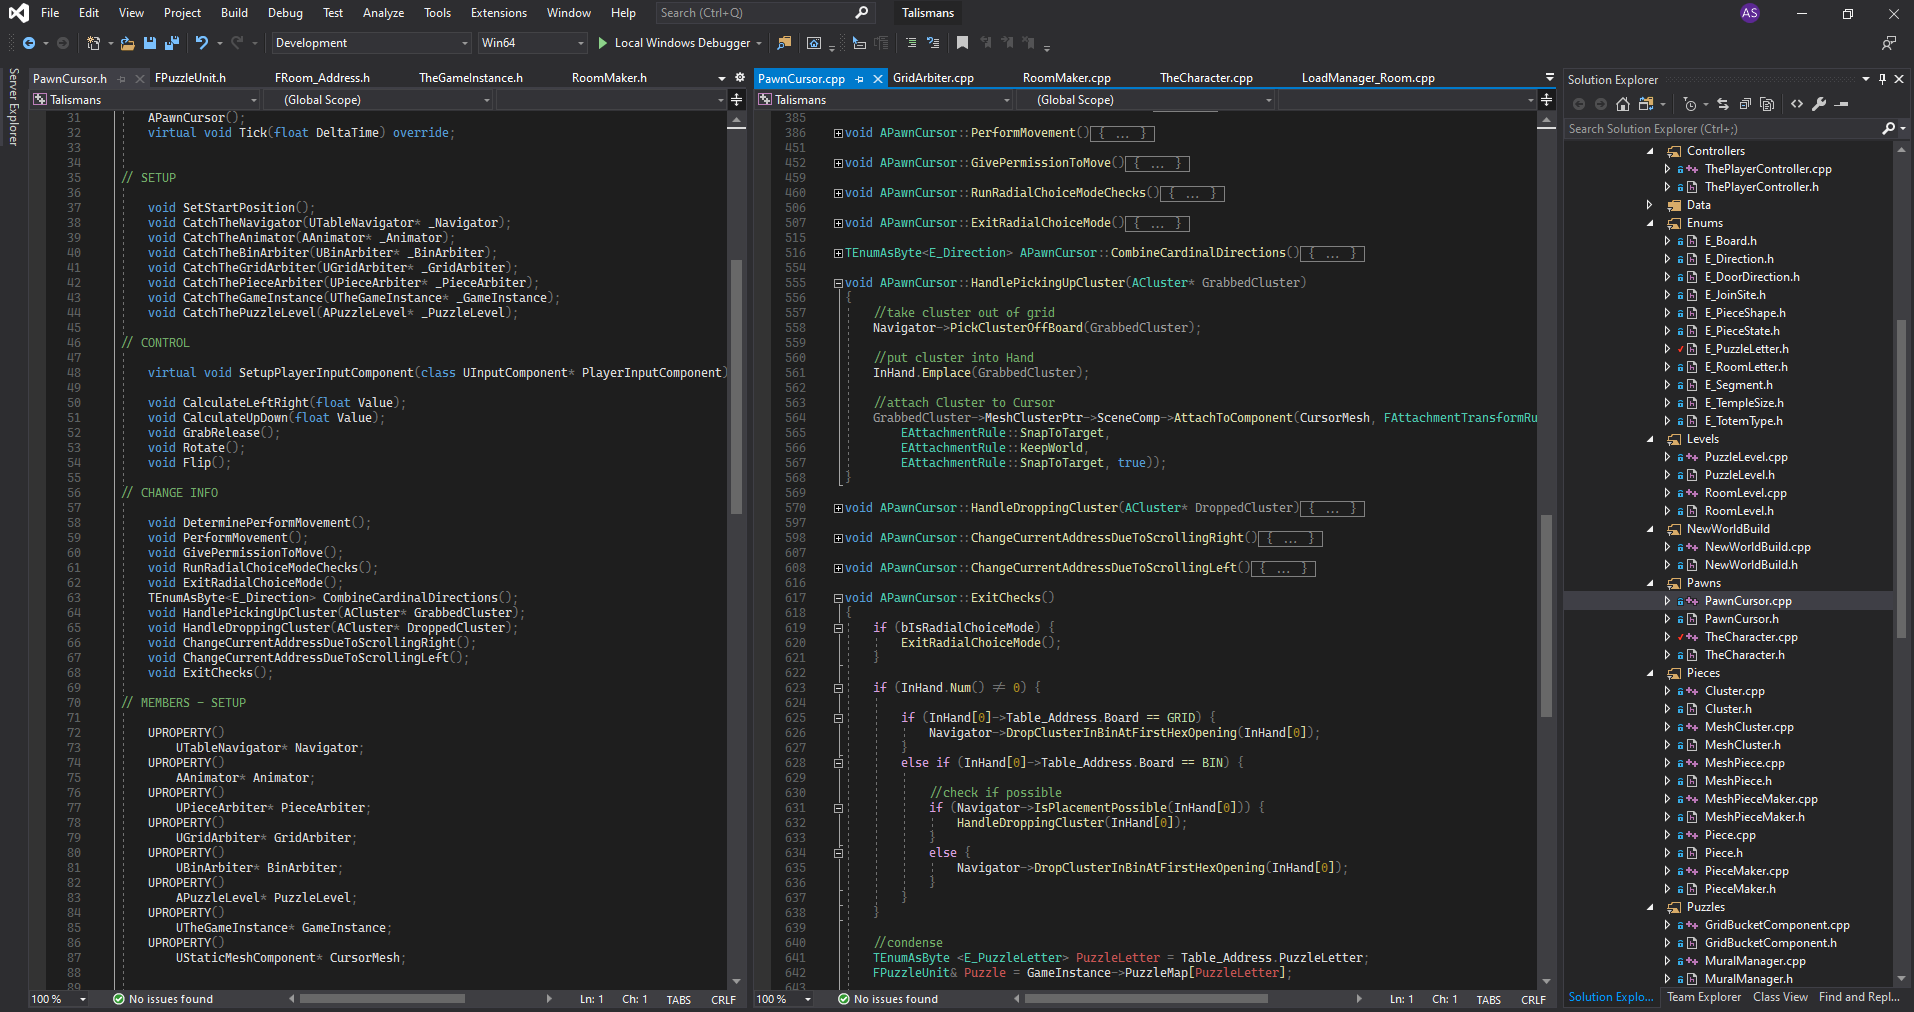 File Edit View Project Build Debug Test Analyze Tools Extensions Window Help Search (Ctrl+Q) Talismans AS
Development Win64 Local Windows Debugger
Server Explorer
PawnCursor.h FPuzzleUnit.h FRoom_Address.h TheGameInstance.h RoomMaker.h
Talismans (Global Scope)
31 APawnCursor();
32 virtual void Tick(float DeltaTime) override;
33
34
35 // SETUP
36
37 void SetStartPosition();
38 void CatchTheNavigator(UTableNavigator* _Navigator);
39 void CatchTheAnimator(AAnimator* _Animator);
40 void CatchTheBinArbiter(UBinArbiter* _BinArbiter);
41 void CatchTheGridArbiter(UGridArbiter* _GridArbiter);
42 void CatchThePieceArbiter(UPieceArbiter* _PieceArbiter);
43 void CatchTheGameInstance(UTheGameInstance* _GameInstance);
44 void CatchThePuzzleLevel(APuzzleLevel* _PuzzleLevel);
45
46 // CONTROL
47
48 virtual void SetupPlayerInputComponent(class UInputComponent* PlayerInputComponent)
49
50 void CalculateLeftRight(float Value);
51 void CalculateUpDown(float Value);
52 void GrabRelease();
53 void Rotate();
54 void Flip();
55
56 // CHANGE INFO
57
58 void DeterminePerformMovement();
59 void PerformMovement();
60 void GivePermissionToMove();
61 void RunRadialChoiceModeChecks();
62 void ExitRadialChoiceMode();
63 TEnumAsByte<E_Direction> CombineCardinalDirections();
64 void HandlePickingUpCluster(ACluster* GrabbedCluster);
65 void HandleDroppingCluster(ACluster* DroppedCluster);
66 void ChangeCurrentAddressDueToScrollingRight();
67 void ChangeCurrentAddressDueToScrollingLeft();
68 void ExitChecks();
69
70 // MEMBERS - SETUP
71
72 UPROPERTY()
73 UTableNavigator* Navigator;
74 UPROPERTY()
75 AAnimator* Animator;
76 UPROPERTY()
77 UPieceArbiter* PieceArbiter;
78 UPROPERTY()
79 UGridArbiter* GridArbiter;
80 UPROPERTY()
81 UBinArbiter* BinArbiter;
82 UPROPERTY()
83 APuzzleLevel* PuzzleLevel;
84 UPROPERTY()
85 UTheGameInstance* GameInstance;
86 UPROPERTY()
87 UStaticMeshComponent* CursorMesh;
88
100 % No issues found Ln: 1 Ch: 1 TABS CRLF
PawnCursor.cpp GridArbiter.cpp RoomMaker.cpp TheCharacter.cpp LoadManager_Room.cpp
Talismans (Global Scope)
385
386 void APawnCursor::PerformMovement(){ ... }
451
452 void APawnCursor::GivePermissionToMove(){ ... }
459
460 void APawnCursor::RunRadialChoiceModeChecks(){ ... }
506
507 void APawnCursor::ExitRadialChoiceMode(){ ... }
515
516 TEnumAsByte<E_Direction> APawnCursor::CombineCardinalDirections(){ ... }
554
555 void APawnCursor::HandlePickingUpCluster(ACluster* GrabbedCluster)
556 {
557 //take cluster out of grid
558 Navigator->PickClusterOffBoard(GrabbedCluster);
559
560 //put cluster into Hand
561 InHand.Emplace(GrabbedCluster);
562
563 //attach Cluster to Cursor
564 GrabbedCluster->MeshClusterPtr->SceneComp->AttachToComponent(CursorMesh, FAttachmentTransformRu
565 EAttachmentRule::SnapToTarget,
566 EAttachmentRule::KeepWorld,
567 EAttachmentRule::SnapToTarget, true));
568 }
569
570 void APawnCursor::HandleDroppingCluster(ACluster* DroppedCluster){ ... }
597
598 void APawnCursor::ChangeCurrentAddressDueToScrollingRight(){ ... }
607
608 void APawnCursor::ChangeCurrentAddressDueToScrollingLeft(){ ... }
616
617 void APawnCursor::ExitChecks()
618 {
619 if (bIsRadialChoiceMode) {
620 ExitRadialChoiceMode();
621 }
622
623 if (InHand.Num() ≠ 0) {
624
625 if (InHand[0]->Table_Address.Board == GRID) {
626 Navigator->DropClusterInBinAtFirstHexOpening(InHand[0]);
627 }
628 else if (InHand[0]->Table_Address.Board == BIN) {
629
630 //check if possible
631 if (Navigator->IsPlacementPossible(InHand[0])) {
632 HandleDroppingCluster(InHand[0]);
633 }
634 else {
635 Navigator->DropClusterInBinAtFirstHexOpening(InHand[0]);
636 }
637 }
638 }
639
640 //condense
641 TEnumAsByte <E_PuzzleLetter> PuzzleLetter = Table_Address.PuzzleLetter;
642 FPuzzleUnit& Puzzle = GameInstance->PuzzleMap[PuzzleLetter];
643
100 % No issues found Ln: 1 Ch: 1 TABS CRLF
Solution Explorer
Search Solution Explorer (Ctrl+;)
Controllers
ThePlayerController.cpp
ThePlayerController.h
Data
Enums
E_Board.h
E_Direction.h
E_DoorDirection.h
E_JoinSite.h
E_PieceShape.h
E_PieceState.h
E_PuzzleLetter.h
E_RoomLetter.h
E_Segment.h
E_TempleSize.h
E_TotemType.h
Levels
PuzzleLevel.cpp
PuzzleLevel.h
RoomLevel.cpp
RoomLevel.h
NewWorldBuild
NewWorldBuild.cpp
NewWorldBuild.h
Pawns
PawnCursor.cpp
PawnCursor.h
TheCharacter.cpp
TheCharacter.h
Pieces
Cluster.cpp
Cluster.h
MeshCluster.cpp
MeshCluster.h
MeshPiece.cpp
MeshPiece.h
MeshPieceMaker.cpp
MeshPieceMaker.h
Piece.cpp
Piece.h
PieceMaker.cpp
PieceMaker.h
Puzzles
GridBucketComponent.cpp
GridBucketComponent.h
MuralManager.cpp
MuralManager.h
Solution Explo... Team Explorer Class View Find and Repl...